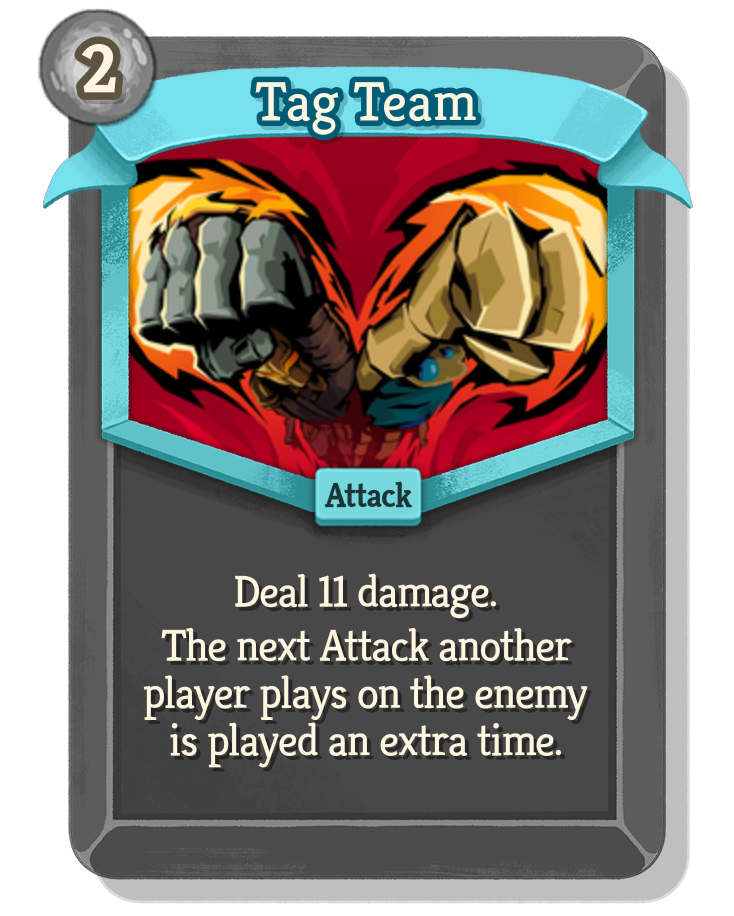 2
Tag Team
Attack
Deal 11 damage.
The next Attack another
player plays on the enemy
is played an extra time.